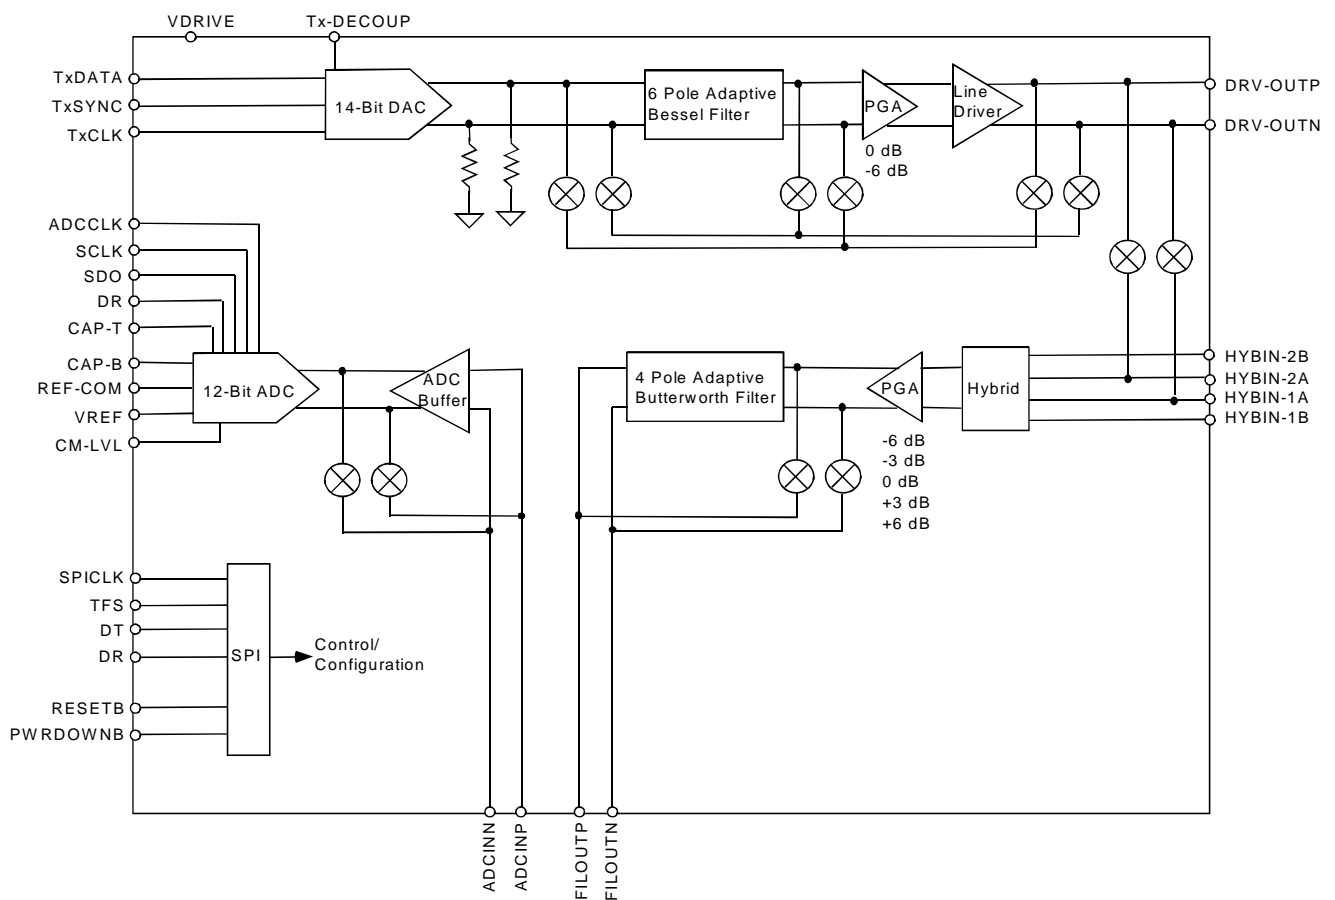 VDRIVE
Tx-DECOUP
TxDATA
TxSYNC
TxCLK
14-Bit DAC
6 Pole Adaptive
Bessel Filter
PGA
0 dB
-6 dB
Line
Driver
DRV-OUTP
DRV-OUTN
ADCCLK
SCLK
SDO
DR
CAP-T
CAP-B
REF-COM
VREF
CM-LVL
12-Bit ADC
ADC
Buffer
4 Pole Adaptive
Butterworth Filter
PGA
-6 dB
-3 dB
0 dB
+3 dB
+6 dB
Hybrid
HYBIN-2B
HYBIN-2A
HYBIN-1A
HYBIN-1B
SPICLK
TFS
DT
DR
RESETB
PWRDOWNB
SPI
Control/
Configuration
ADCINN
ADCINP
FILOUTP
FILOUTN